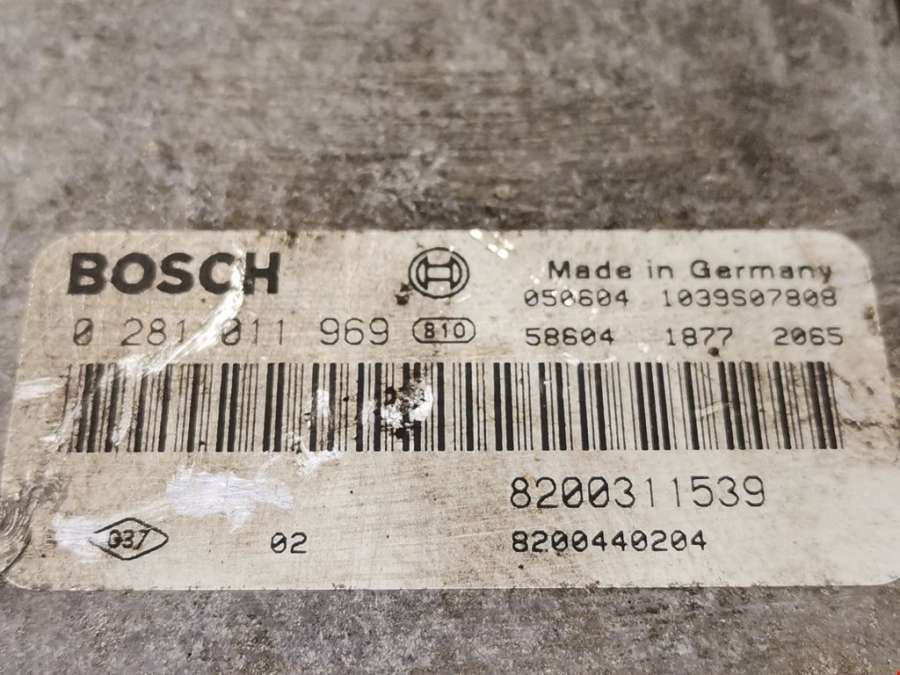 BOSCH
Made in Germany
050604 1039S07808
0 281 011 969 810
58604 1877 2065
8200311539
037 02 8200440204